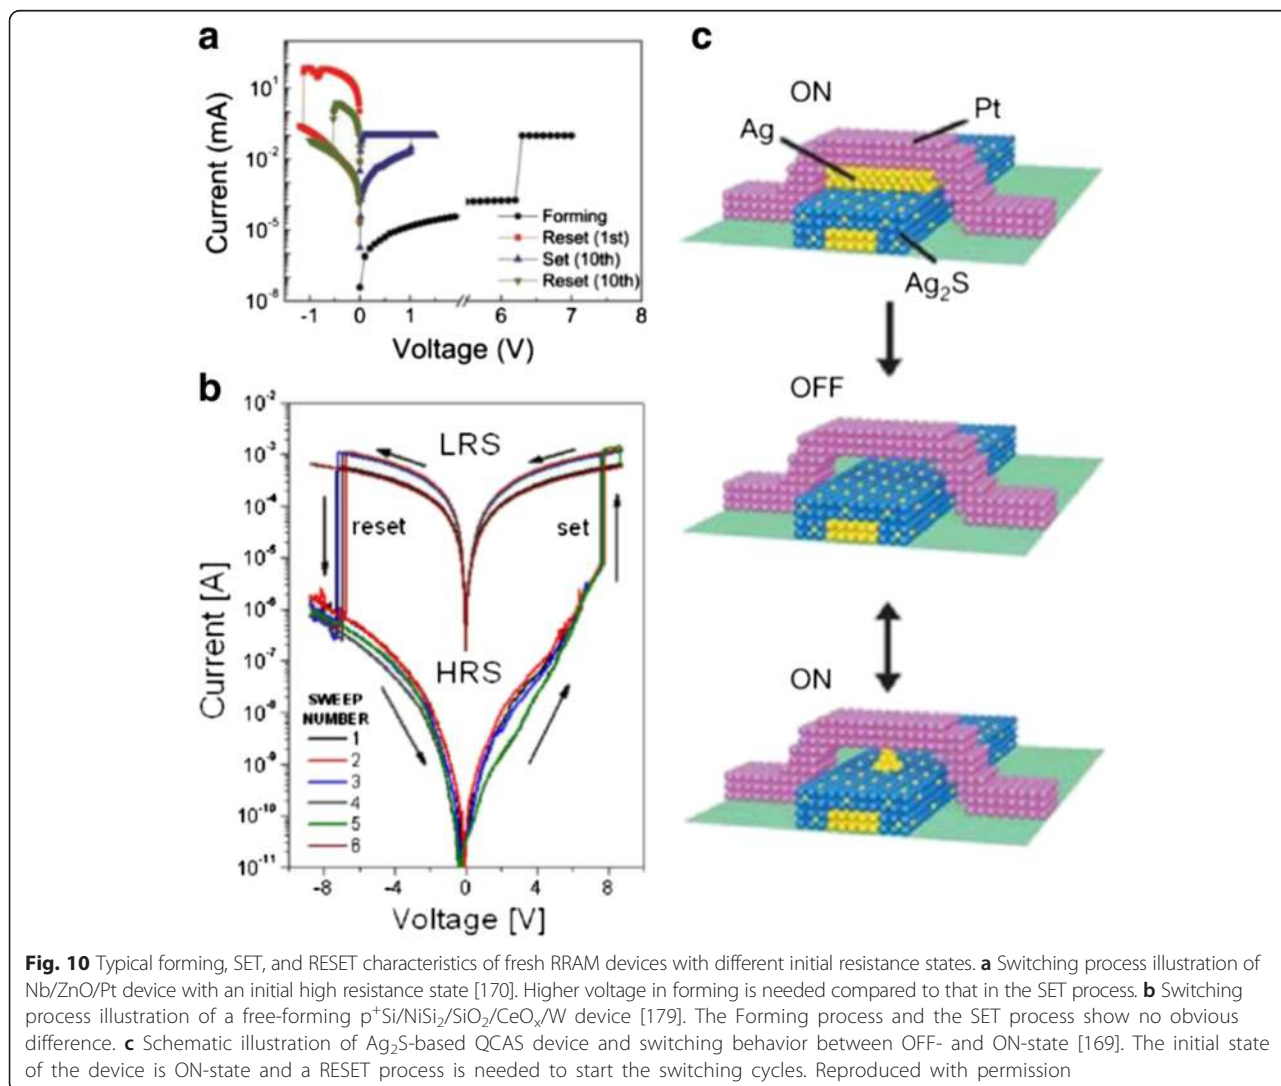 a
Current (mA)
10¹
10⁻²
10⁻⁵
10⁻⁸
Forming
Reset (1st)
Set (10th)
Reset (10th)
-1 0 1 6 7 8
Voltage (V)
b
Current [A]
10⁻²
10⁻³
10⁻⁴
10⁻⁵
10⁻⁶
10⁻⁷
10⁻⁸
10⁻⁹
10⁻¹⁰
10⁻¹¹
LRS
reset
set
HRS
SWEEP
NUMBER
1
2
3
4
5
6
-8 -4 0 4 8
Voltage [V]
c
ON
Ag
Pt
Ag₂S
OFF
ON
Fig. 10 Typical forming, SET, and RESET characteristics of fresh RRAM devices with different initial resistance states. a Switching process illustration of
Nb/ZnO/Pt device with an initial high resistance state [170]. Higher voltage in forming is needed compared to that in the SET process. b Switching
process illustration of a free-forming p⁺Si/NiSi₂/SiO₂/CeOₓ/W device [179]. The Forming process and the SET process show no obvious
difference. c Schematic illustration of Ag₂S-based QCAS device and switching behavior between OFF- and ON-state [169]. The initial state
of the device is ON-state and a RESET process is needed to start the switching cycles. Reproduced with permission